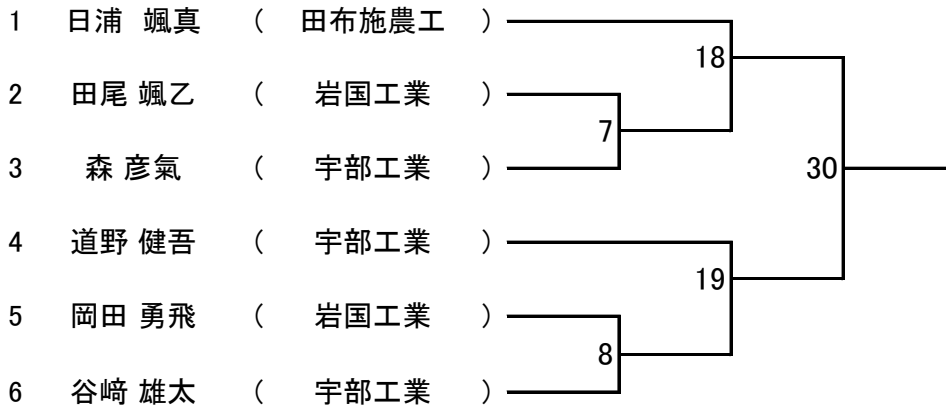 1 日浦 颯真 ( 田布施農工 )
18
2 田尾 颯乙 ( 岩国工業 )
7
3 森 彦氣 ( 宇部工業 )
30
4 道野 健吾 ( 宇部工業 )
19
5 岡田 勇飛 ( 岩国工業 )
8
6 谷﨑 雄太 ( 宇部工業 )